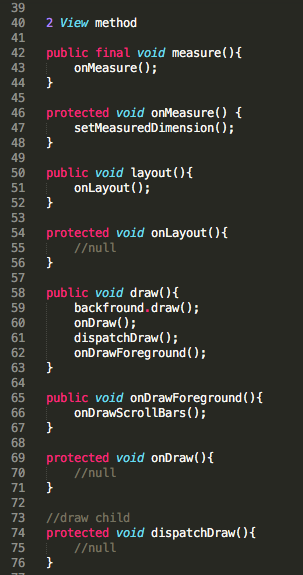 39
40 2 View method
41
42 public final void measure(){
43 onMeasure();
44 }
45
46 protected void onMeasure() {
47 setMeasuredDimension();
48 }
49
50 public void layout(){
51 onLayout();
52 }
53
54 protected void onLayout(){
55 //null
56 }
57
58 public void draw(){
59 backfround.draw();
60 onDraw();
61 dispatchDraw();
62 onDrawForeground();
63 }
64
65 public void onDrawForeground(){
66 onDrawScrollBars();
67 }
68
69 protected void onDraw(){
70 //null
71 }
72
73 //draw child
74 protected void dispatchDraw(){
75 //null
76 }